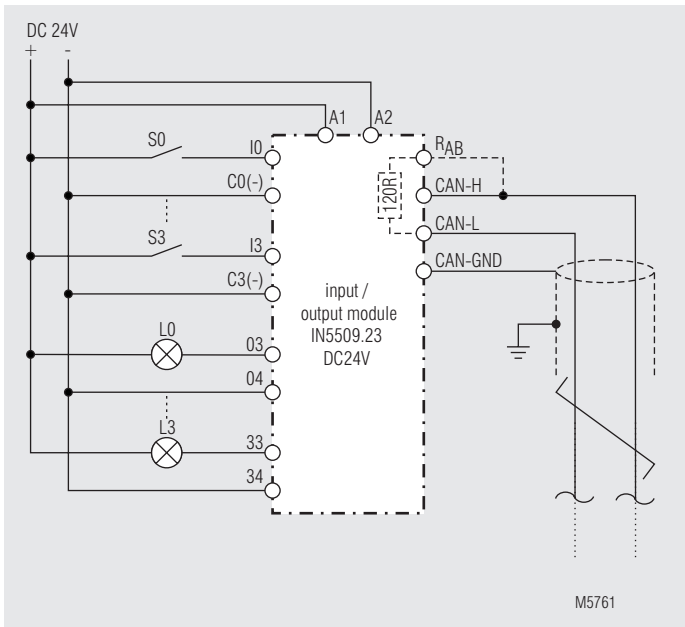 DC 24V
+ -
A1 A2
S0 I0
C0(-)
S3 I3
C3(-)
L0 03
04
L3 33
34
input /
output module
IN5509.23
DC24V
120R
RAB
CAN-H
CAN-L
CAN-GND
M5761